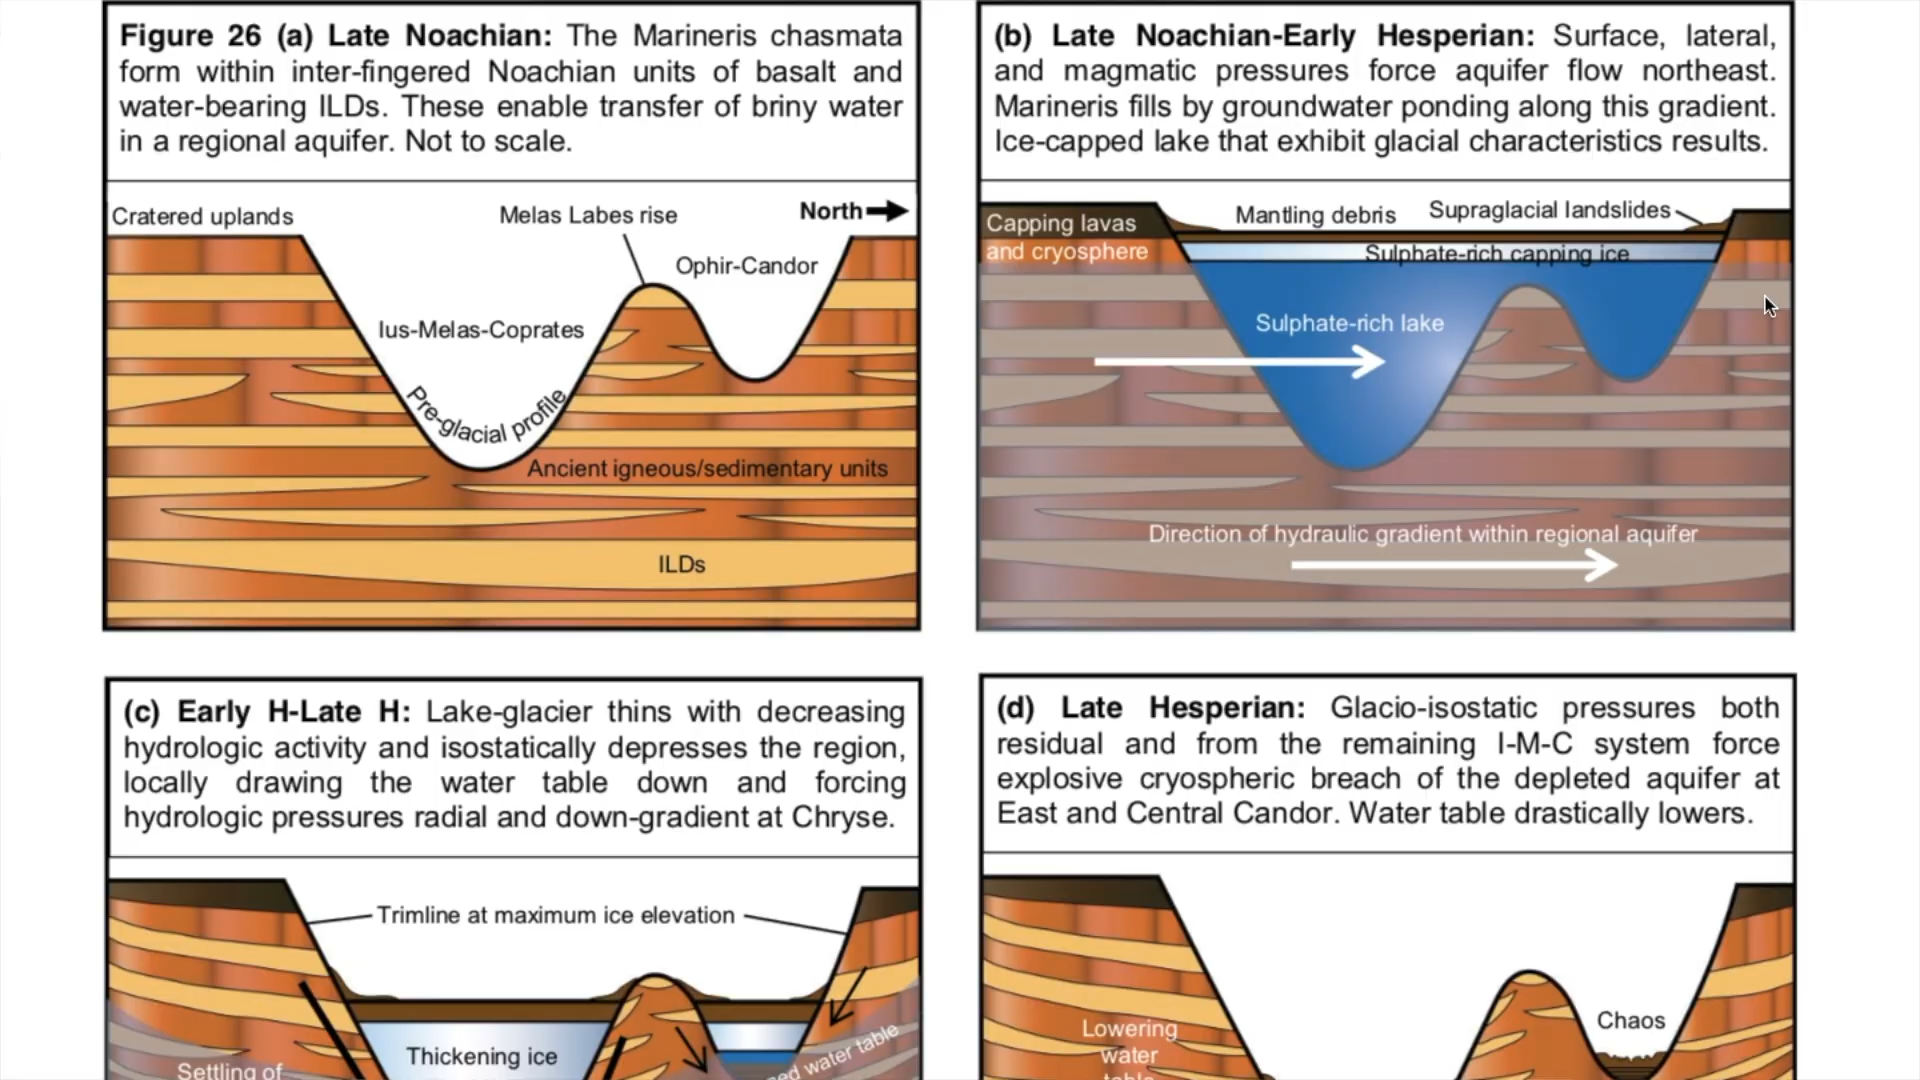 Figure 26 (a) Late Noachian: The Marineris chasmata
form within inter-fingered Noachian units of basalt and
water-bearing ILDs. These enable transfer of briny water
in a regional aquifer. Not to scale.
Cratered uplands
Melas Labes rise
North
Ophir-Candor
Ius-Melas-Coprates
Pre-glacial profile
Ancient igneous/sedimentary units
ILDs
(b) Late Noachian-Early Hesperian: Surface, lateral,
and magmatic pressures force aquifer flow northeast.
Marineris fills by groundwater ponding along this gradient.
Ice-capped lake that exhibit glacial characteristics results.
Capping lavas
and cryosphere
Mantling debris
Supraglacial landslides
Sulphate-rich capping ice
Sulphate-rich lake
Direction of hydraulic gradient within regional aquifer
(c) Early H-Late H: Lake-glacier thins with decreasing
hydrologic activity and isostatically depresses the region,
locally drawing the water table down and forcing
hydrologic pressures radial and down-gradient at Chryse.
Trimline at maximum ice elevation
Thickening ice
Settling of
water table
(d) Late Hesperian: Glacio-isostatic pressures both
residual and from the remaining I-M-C system force
explosive cryospheric breach of the depleted aquifer at
East and Central Candor. Water table drastically lowers.
Chaos
Lowering
water
table